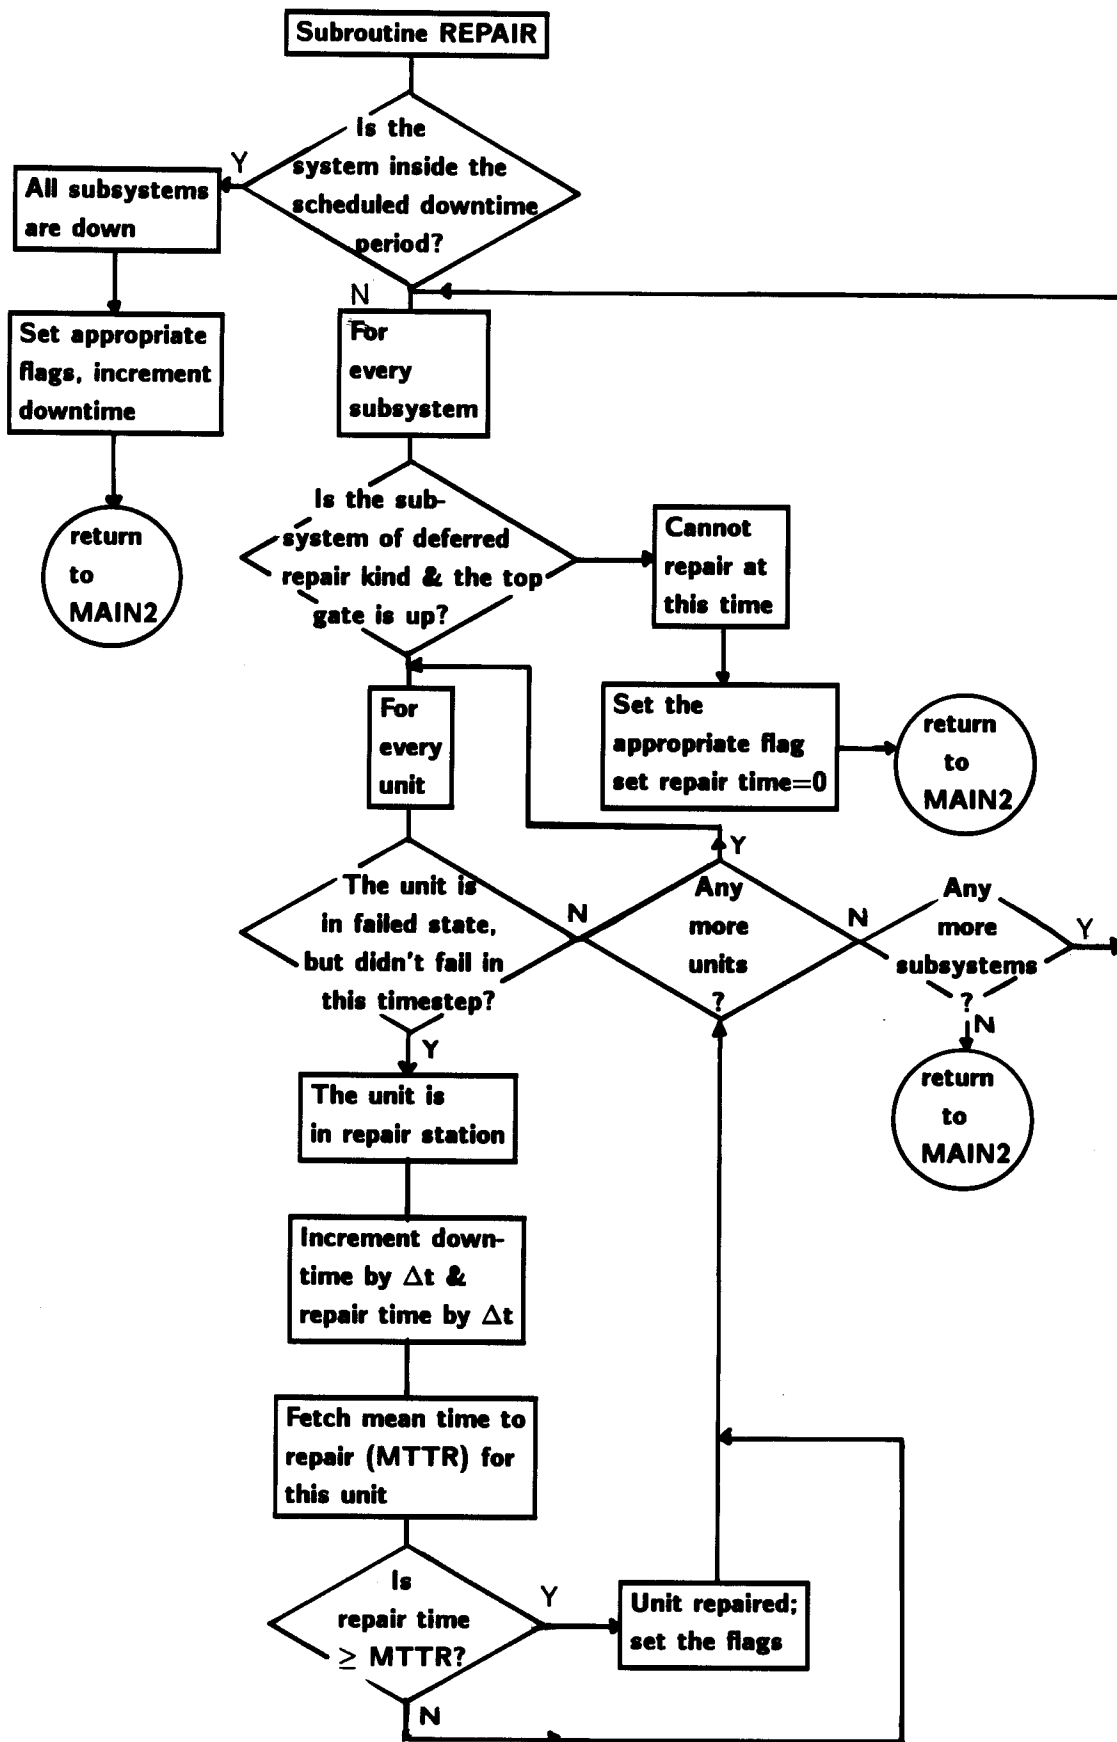 Subroutine REPAIR
Is the
system inside the
scheduled downtime
period?
Y
All subsystems
are down
Set appropriate
flags, increment
downtime
return
to
MAIN2
N
For
every
subsystem
Is the sub-
system of deferred
repair kind & the top
gate is up?
Cannot
repair at
this time
Set the
appropriate flag
set repair time=0
return
to
MAIN2
For
every
unit
The unit is
in failed state,
but didn't fail in
this timestep?
N
Y
Any
more
units
?
Y
N
Any
more
subsystems
?
Y
N
return
to
MAIN2
The unit is
in repair station
Increment down-
time by Δt &
repair time by Δt
Fetch mean time to
repair (MTTR) for
this unit
Is
repair time
≥ MTTR?
Y
N
Unit repaired;
set the flags